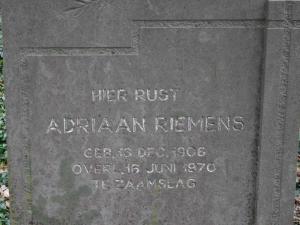 HIER RUST
ADRIAAN RIEMENS
GEB. 13 DEC. 1906
OVERL. 16 JUNI 1970
TE ZAAMSLAG